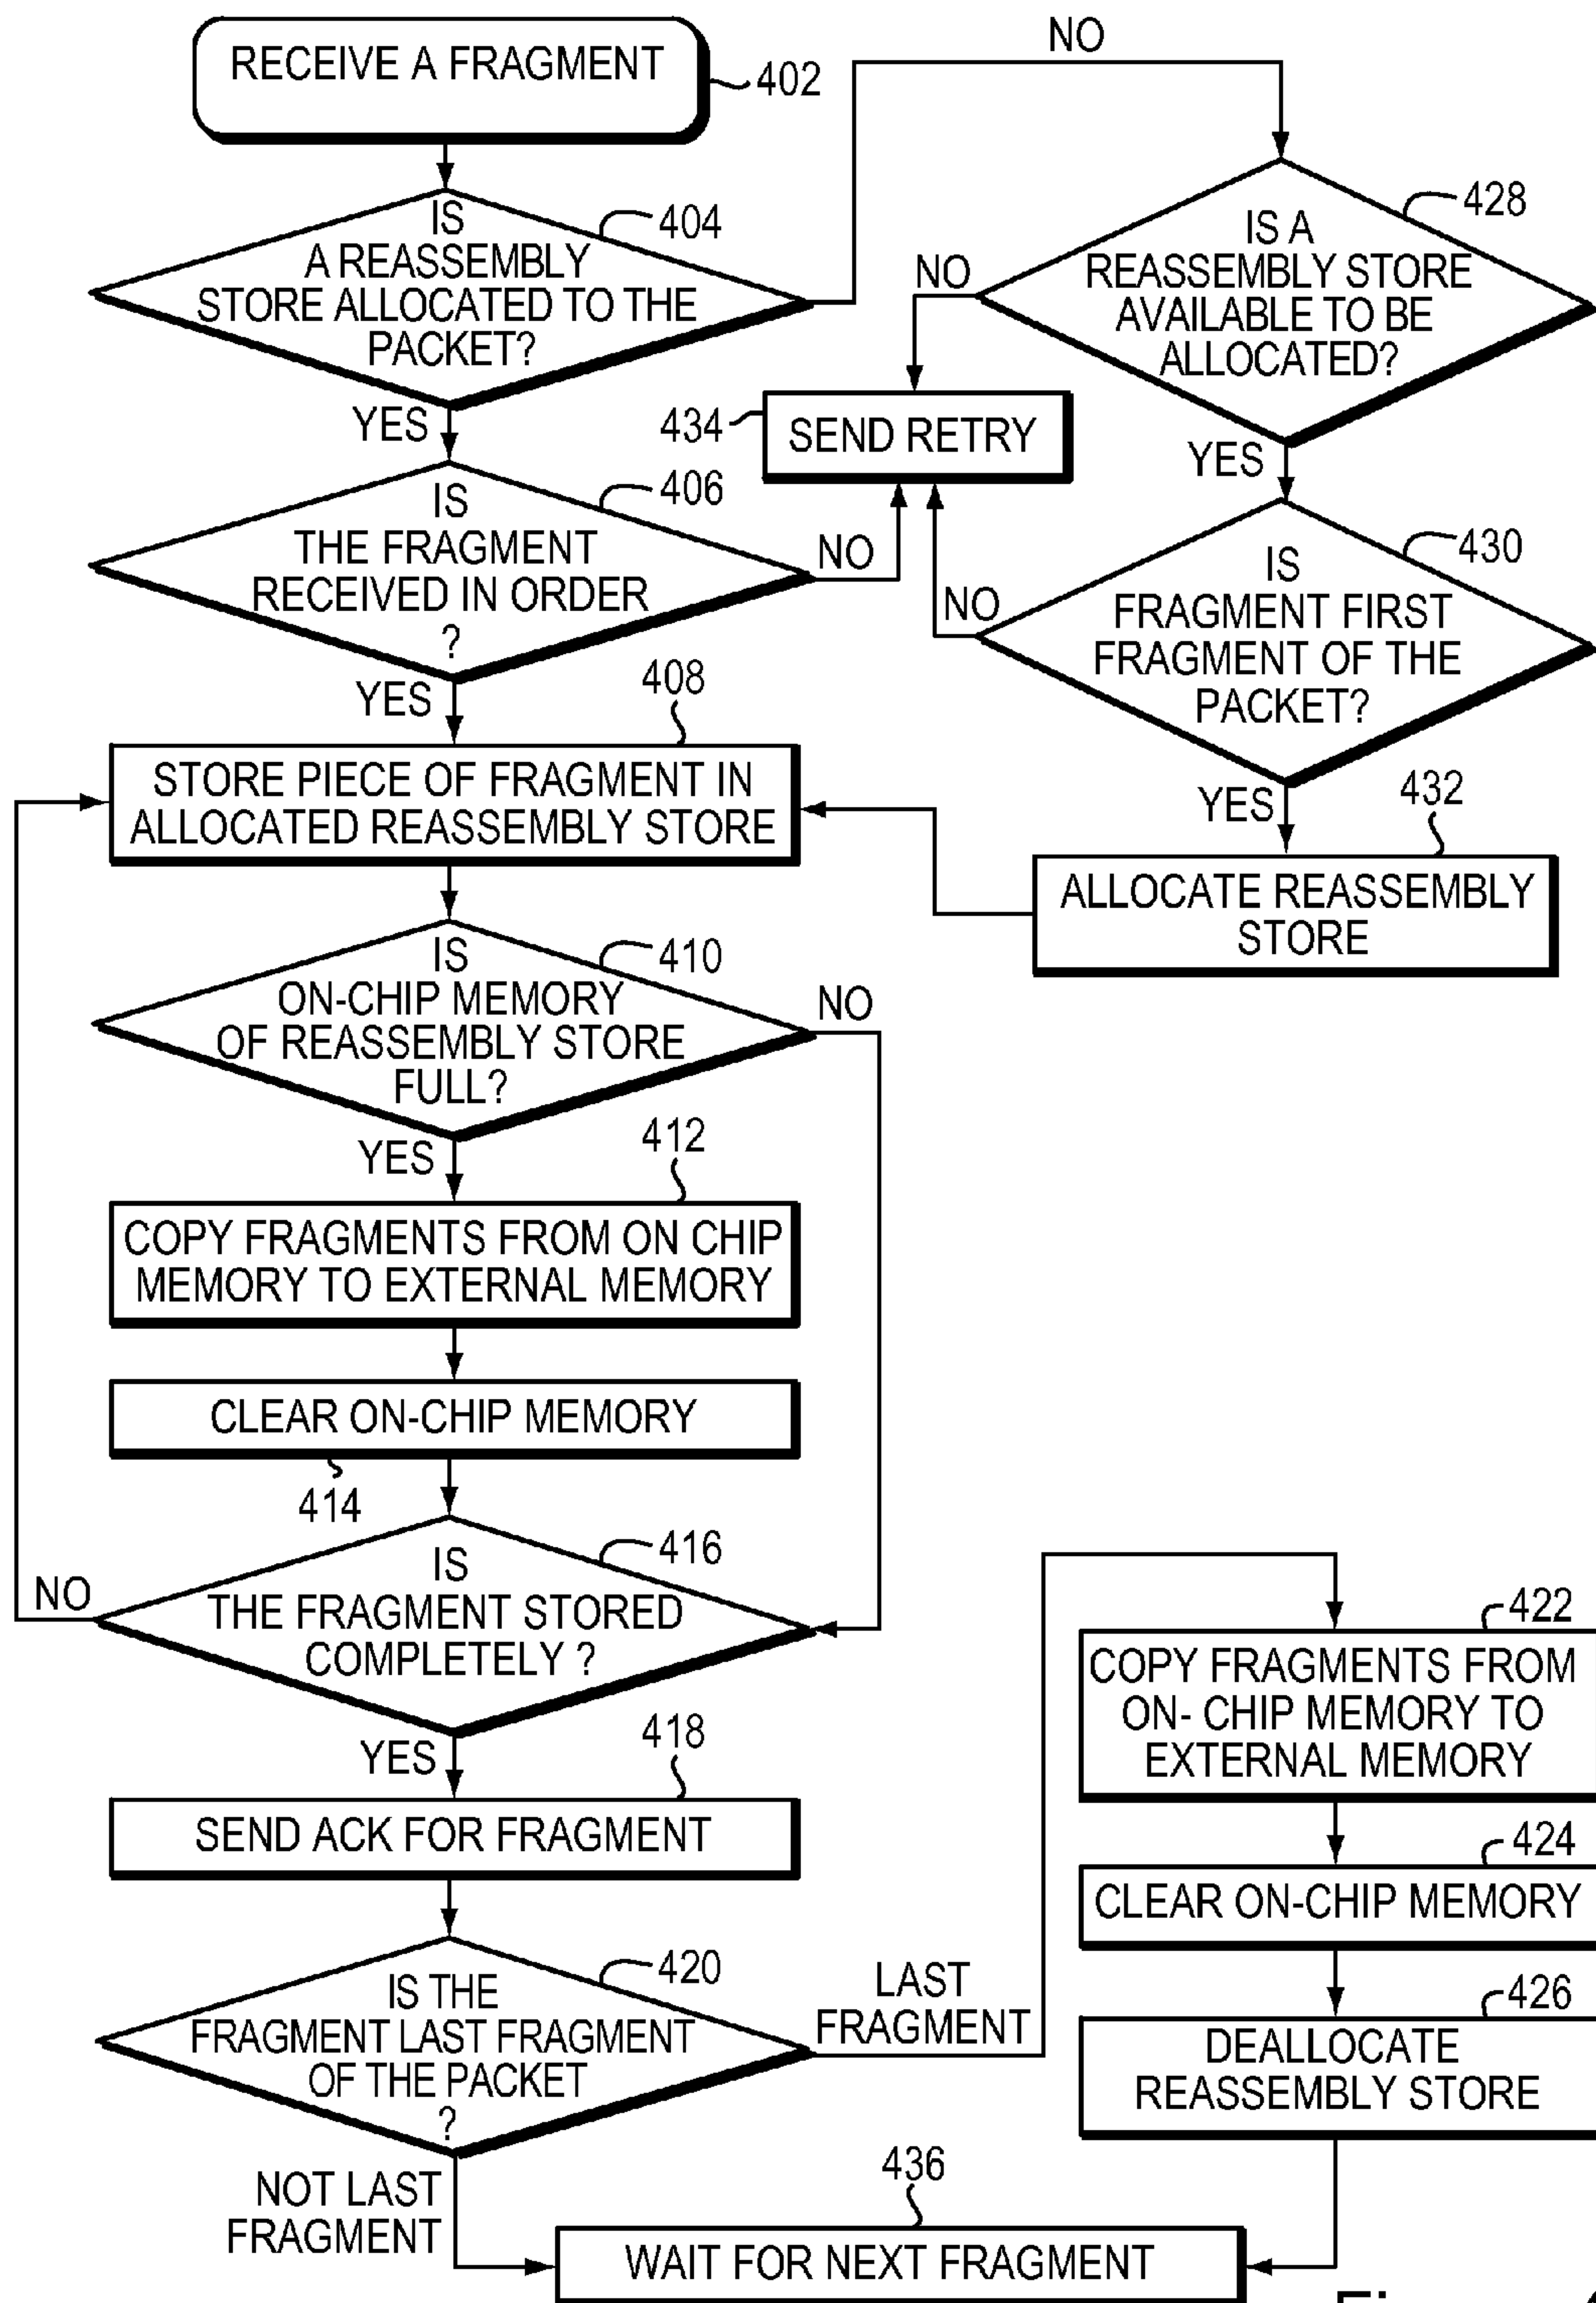 RECEIVE A FRAGMENT
402
NO
IS
A REASSEMBLY
STORE ALLOCATED TO THE
PACKET?
404
YES
NO
IS A
REASSEMBLY STORE
AVAILABLE TO BE
ALLOCATED?
428
YES
434
SEND RETRY
IS
THE FRAGMENT
RECEIVED IN ORDER
?
406
NO
YES
NO
IS
FRAGMENT FIRST
FRAGMENT OF THE
PACKET?
430
YES
408
STORE PIECE OF FRAGMENT IN
ALLOCATED REASSEMBLY STORE
432
ALLOCATE REASSEMBLY
STORE
IS
ON-CHIP MEMORY
OF REASSEMBLY STORE
FULL?
410
NO
YES
412
COPY FRAGMENTS FROM ON CHIP
MEMORY TO EXTERNAL MEMORY
CLEAR ON-CHIP MEMORY
414
IS
THE FRAGMENT STORED
COMPLETELY ?
416
NO
YES
418
SEND ACK FOR FRAGMENT
IS THE
FRAGMENT LAST FRAGMENT
OF THE PACKET
?
420
LAST
FRAGMENT
422
COPY FRAGMENTS FROM
ON- CHIP MEMORY TO
EXTERNAL MEMORY
424
CLEAR ON-CHIP MEMORY
426
DEALLOCATE
REASSEMBLY STORE
NOT LAST
FRAGMENT
436
WAIT FOR NEXT FRAGMENT